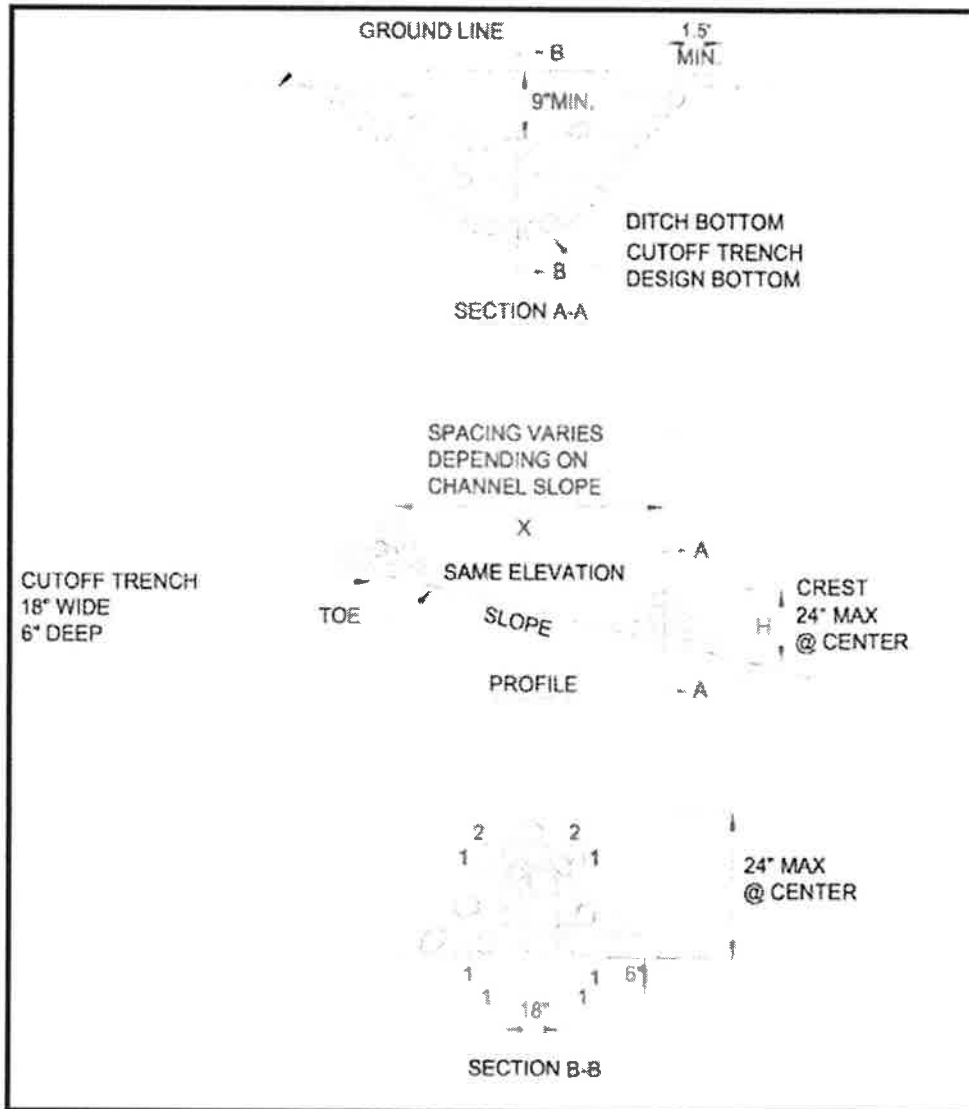 GROUND LINE
B
1.5'
MIN.
9"MIN.
DITCH BOTTOM
CUTOFF TRENCH
DESIGN BOTTOM
B
SECTION A-A
SPACING VARIES
DEPENDING ON
CHANNEL SLOPE
X
A
SAME ELEVATION
CUTOFF TRENCH
18" WIDE
6" DEEP
TOE
SLOPE
H
CREST
24" MAX
@ CENTER
PROFILE
A
2 2
1 1
24" MAX
@ CENTER
1 1 6"
1 1
18"
SECTION B-B